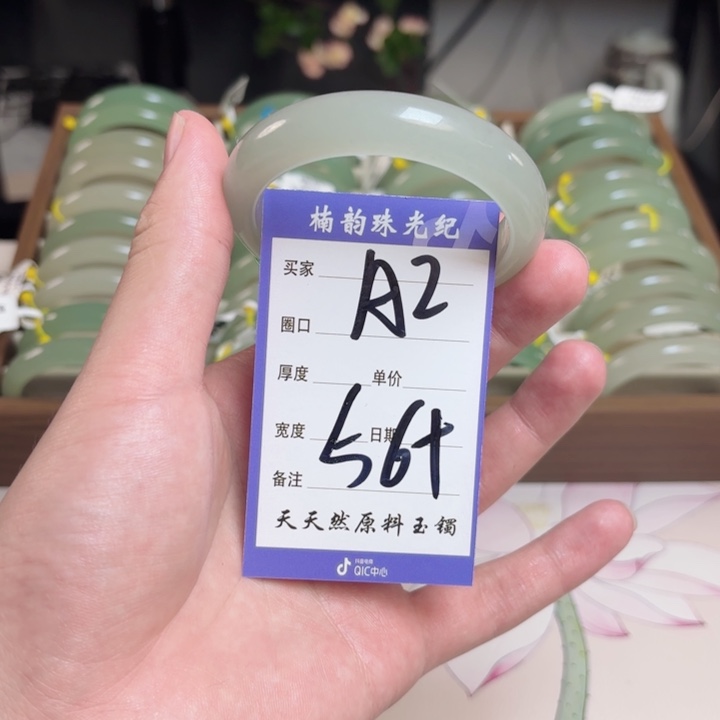 楠韵珠光纪
买家
A2
圈口
厚度 单价
宽度 日期
56+
备注
天天然原料玉镯
QIC中心